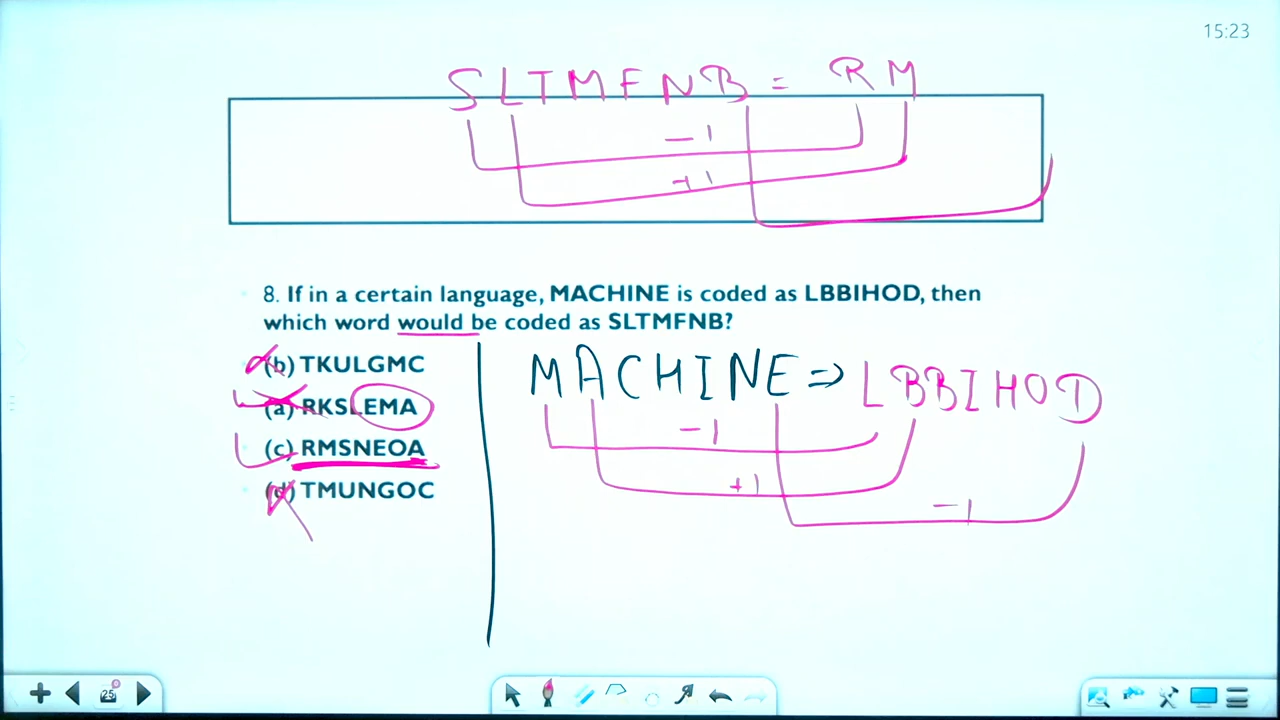 15:23
SLTMFNB = RM
-1
+1
8. If in a certain language, MACHINE is coded as LBBIHOD, then
which word would be coded as SLTMFNB?
(b) TKULGMC
(a) RKSLEMA
(c) RMSNEOA
(d) TMUNGOC
MACHINE => LBBIHOD
-1
+1
-1
25